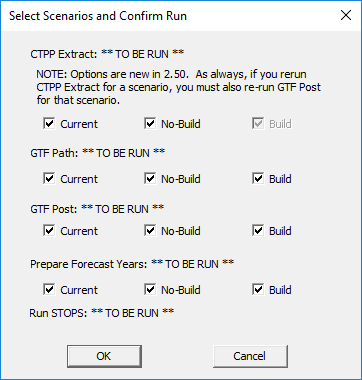 Select Scenarios and Confirm Run
CTPP Extract: ** TO BE RUN **
NOTE: Options are new in 2.50. As always, if you rerun
CTPP Extract for a scenario, you must also re-run GTF Post
for that scenario.
Current No-Build Build
GTF Path: ** TO BE RUN **
Current No-Build Build
GTF Post: ** TO BE RUN **
Current No-Build Build
Prepare Forecast Years: ** TO BE RUN **
Current No-Build Build
Run STOPS: ** TO BE RUN **
OK Cancel